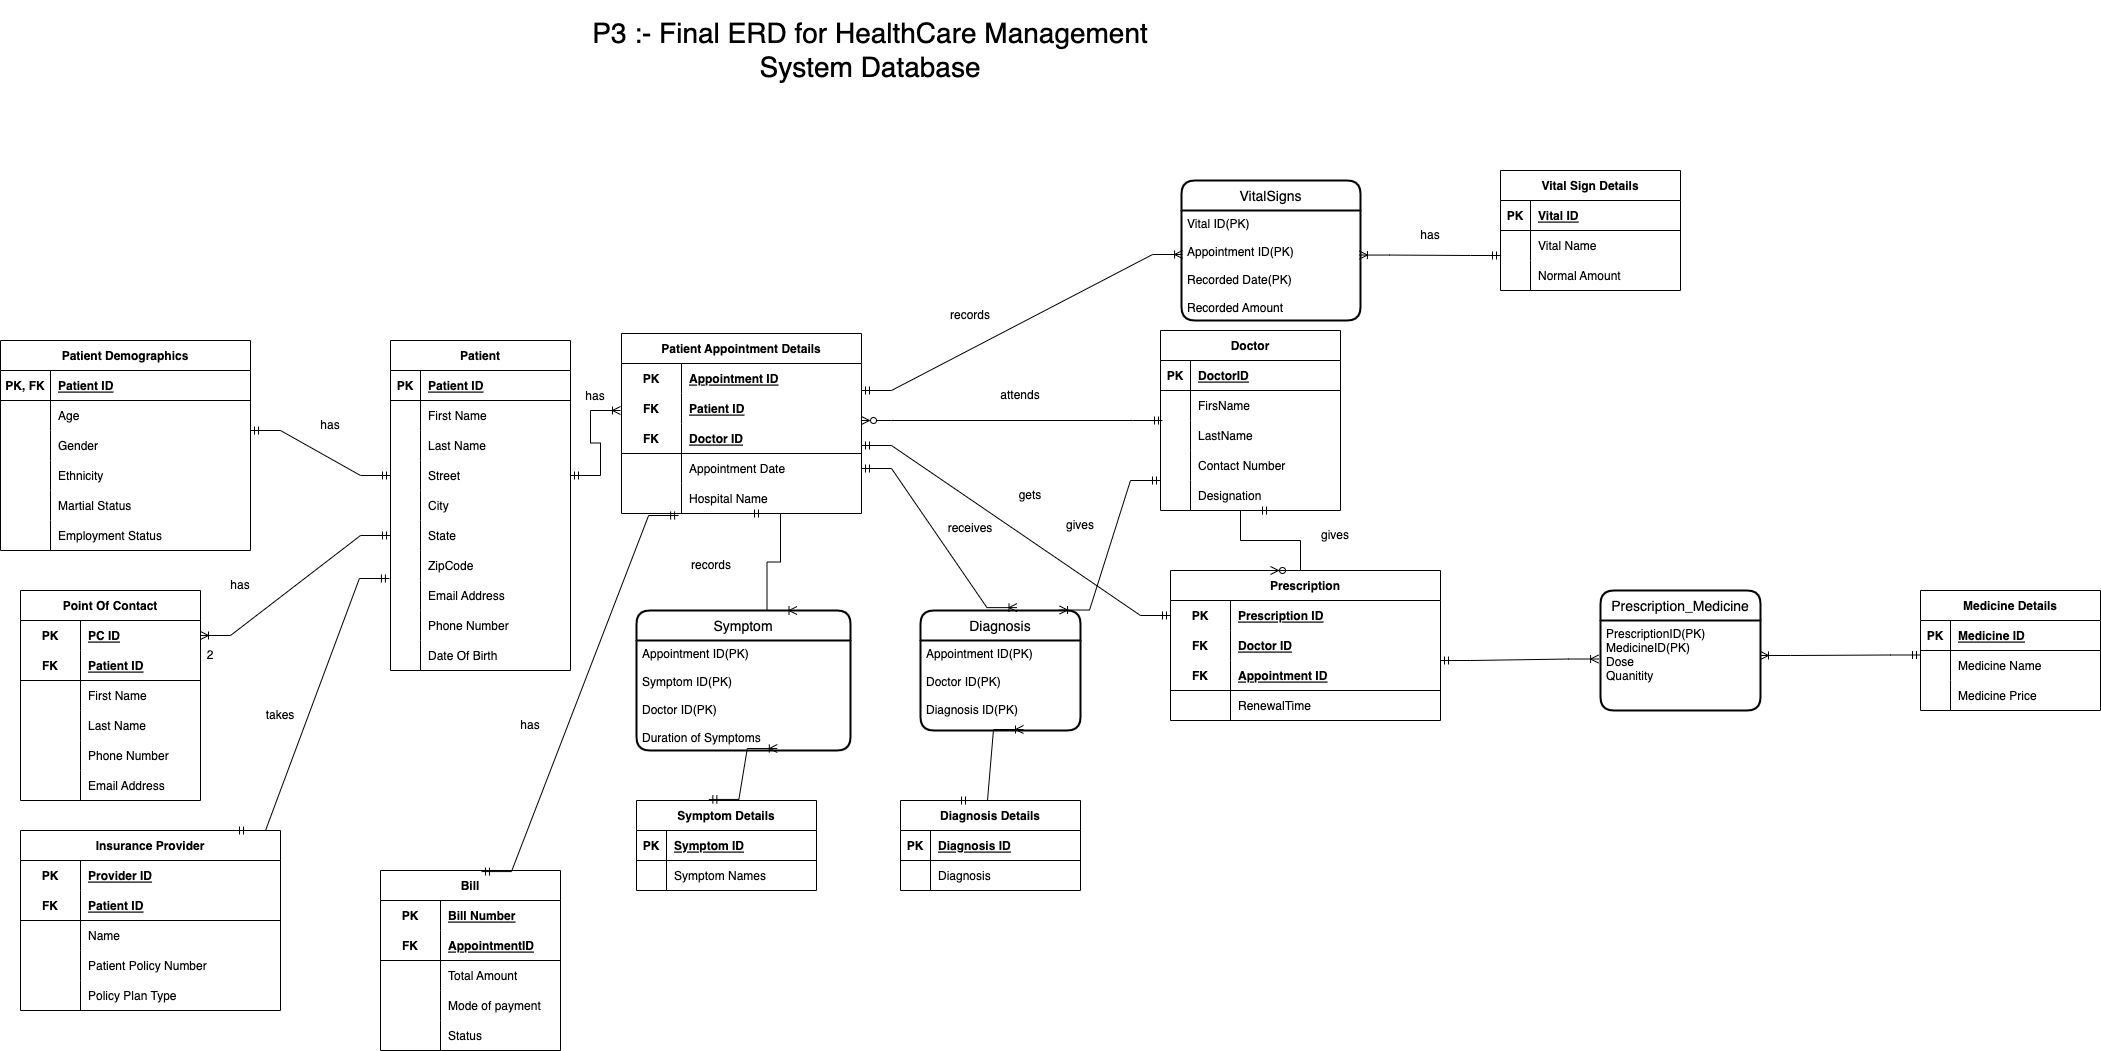 P3 :- Final ERD for HealthCare Management
System Database
VitalSigns
Vital ID(PK)
Appointment ID(PK)
Recorded Date(PK)
Recorded Amount
has
Vital Sign Details
PK Vital ID
Vital Name
Normal Amount
records
Patient Demographics
PK, FK Patient ID
Age
Gender
Ethnicity
Martial Status
Employment Status
has
Patient
PK Patient ID
First Name
Last Name
Street
City
State
ZipCode
Email Address
Phone Number
Date Of Birth
has
Patient Appointment Details
PK Appointment ID
FK Patient ID
FK Doctor ID
Appointment Date
Hospital Name
attends
Doctor
PK DoctorID
FirsName
LastName
Contact Number
Designation
gets
gives
receives
gives
records
has
Point Of Contact
PK PC ID
FK Patient ID
First Name
Last Name
Phone Number
Email Address
2
takes
has
Symptom
Appointment ID(PK)
Symptom ID(PK)
Doctor ID(PK)
Duration of Symptoms
Diagnosis
Appointment ID(PK)
Doctor ID(PK)
Diagnosis ID(PK)
Prescription
PK Prescription ID
FK Doctor ID
FK Appointment ID
RenewalTime
Prescription_Medicine
PrescriptionID(PK)
MedicineID(PK)
Dose
Quanitity
Medicine Details
PK Medicine ID
Medicine Name
Medicine Price
Insurance Provider
PK Provider ID
FK Patient ID
Name
Patient Policy Number
Policy Plan Type
Bill
PK Bill Number
FK AppointmentID
Total Amount
Mode of payment
Status
Symptom Details
PK Symptom ID
Symptom Names
Diagnosis Details
PK Diagnosis ID
Diagnosis